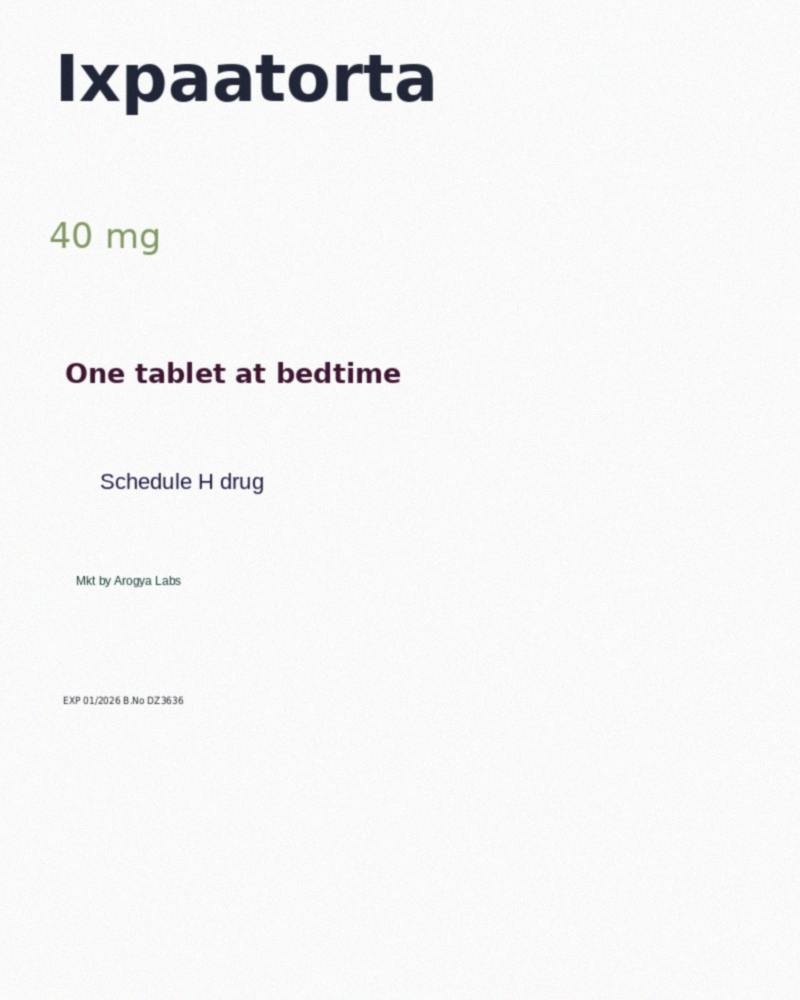 Ixpaatorta
40 mg
One tablet at bedtime
Schedule H drug
Mkt by Arogya Labs
EXP 01/2026 B.No DZ3636